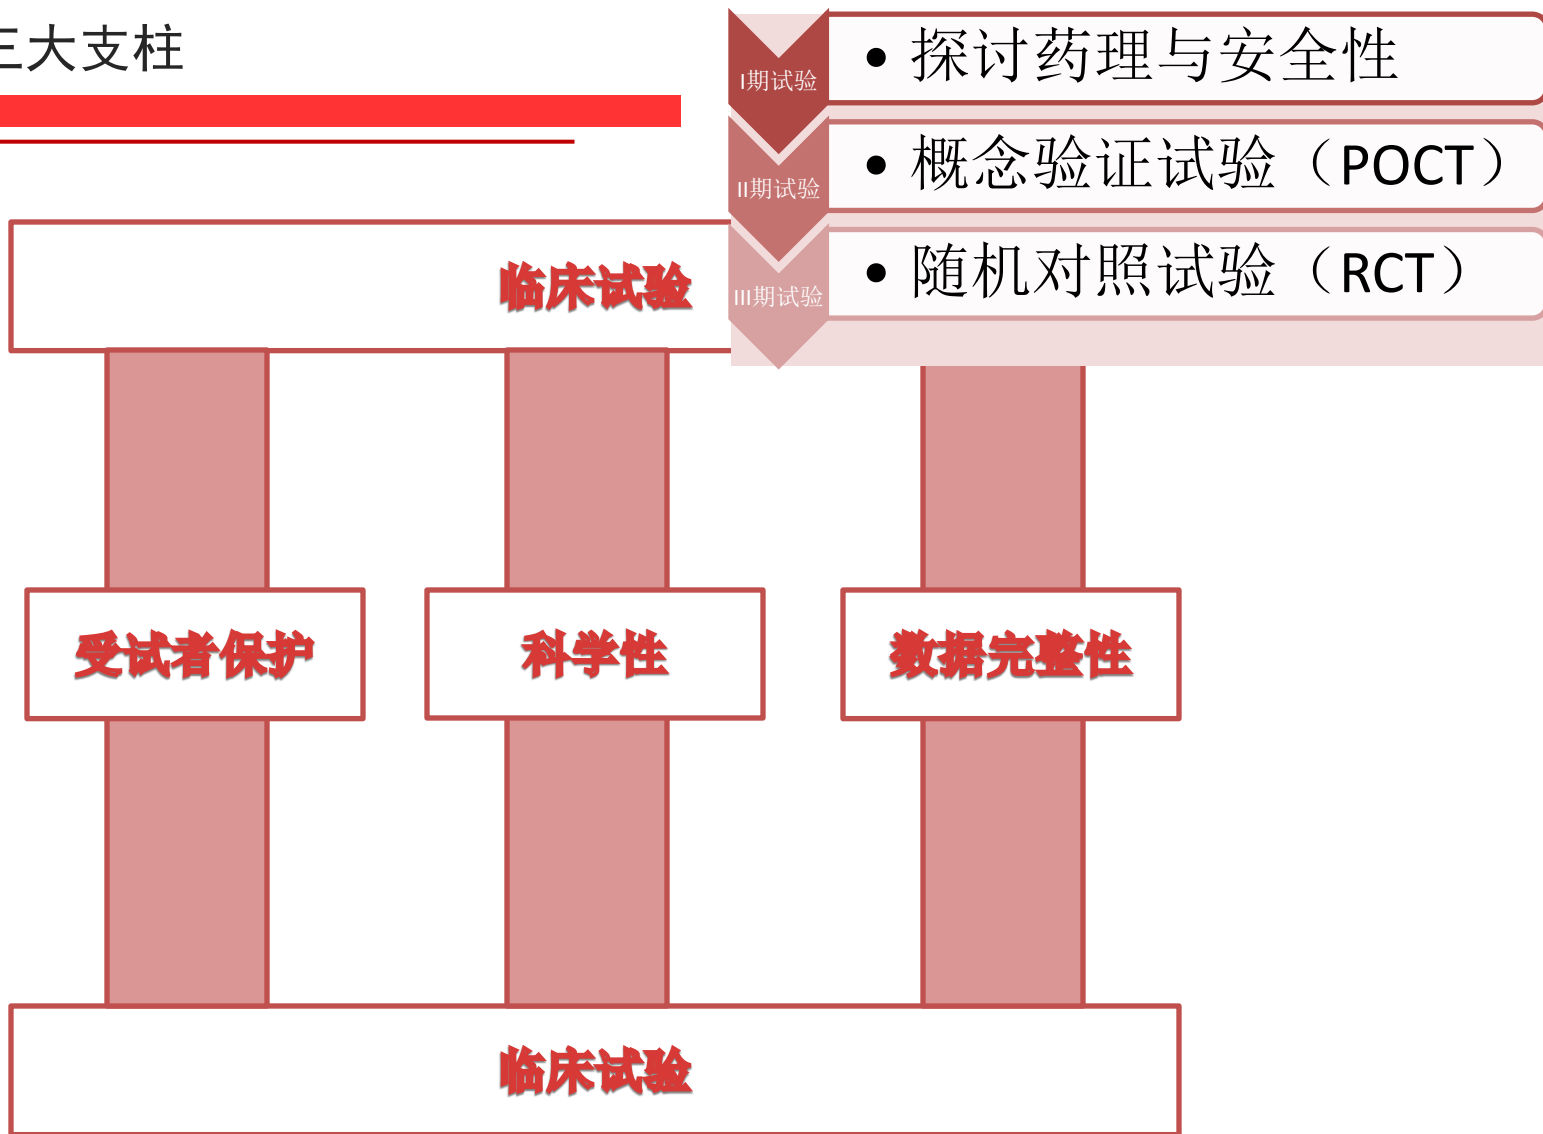 三大支柱
I期试验
• 探讨药理与安全性
II期试验
• 概念验证试验（POCT）
III期试验
• 随机对照试验（RCT）
临床试验
受试者保护
科学性
数据完整性
临床试验